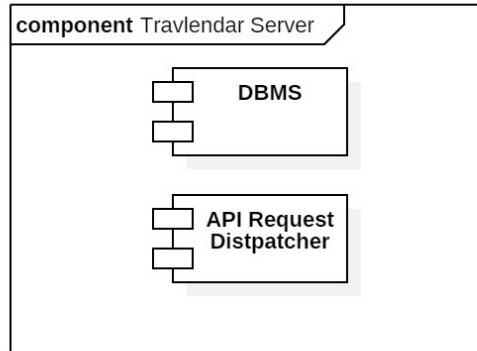 component Travlendar Server
DBMS
API Request
Distpatcher